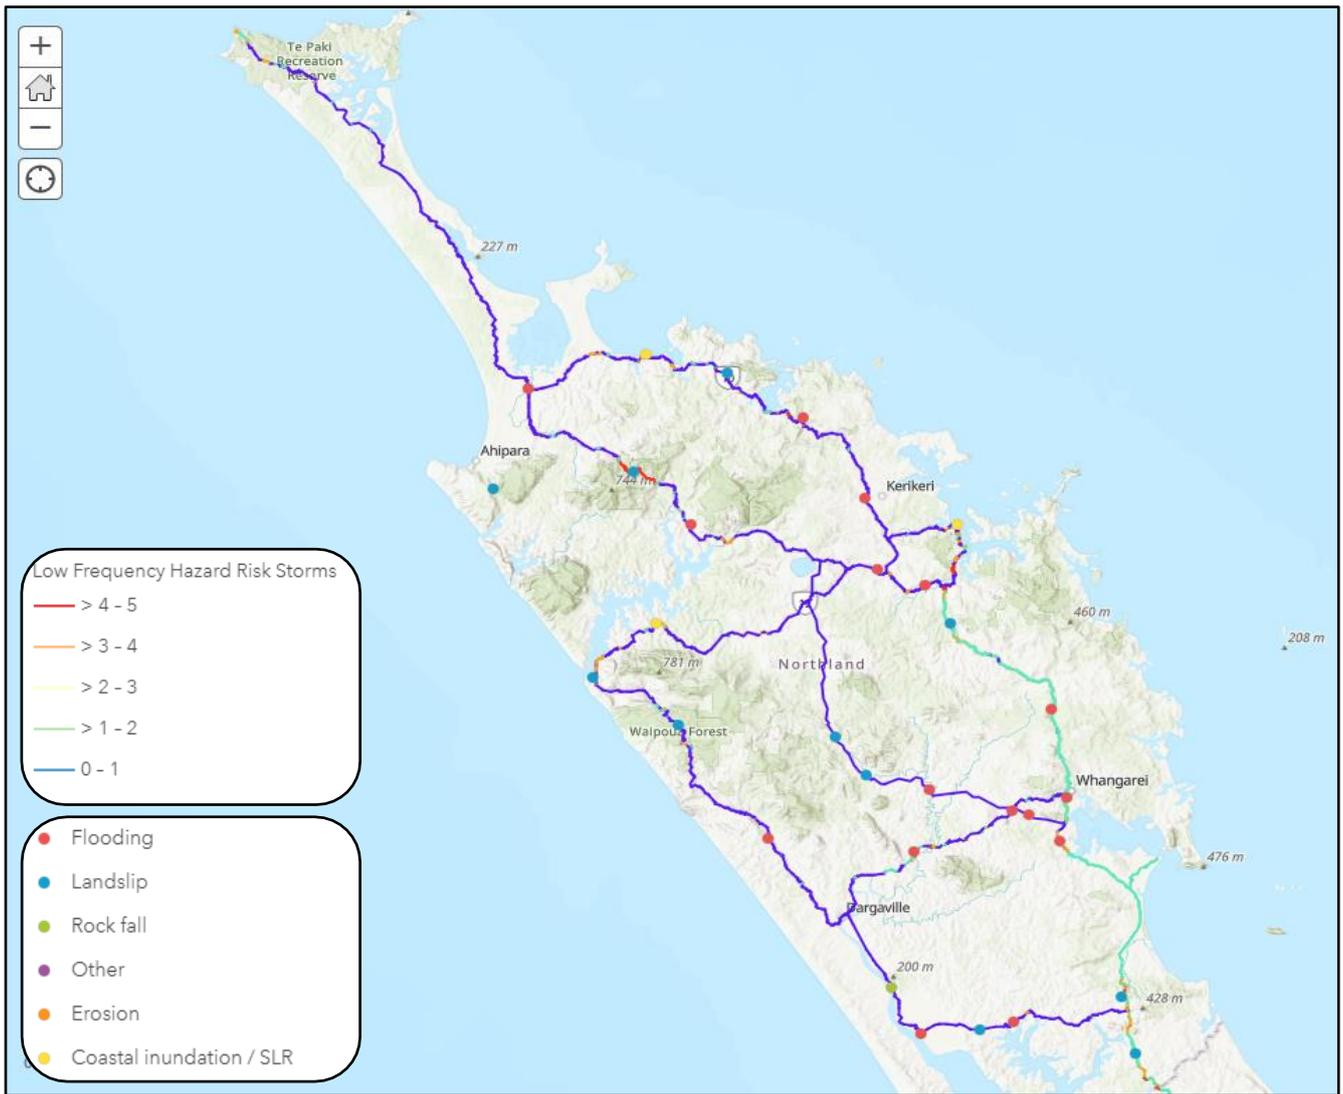 +
−
Te Paki
Recreation
Reserve
227 m
Ahipara
744 m
Kerikeri
460 m
208 m
781 m
Northland
Waipoua Forest
Whangarei
476 m
Dargaville
200 m
428 m
Low Frequency Hazard Risk Storms
> 4 - 5
> 3 - 4
> 2 - 3
> 1 - 2
0 - 1
Flooding
Landslip
Rock fall
Other
Erosion
Coastal inundation / SLR